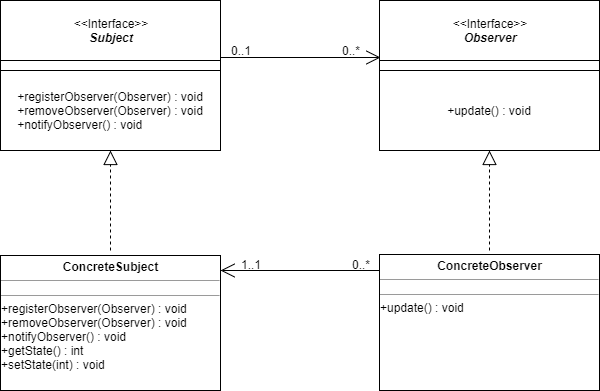 <<Interface>>
Subject
+registerObserver(Observer) : void
+removeObserver(Observer) : void
+notifyObserver() : void
0..1
0..*
<<Interface>>
Observer
+update() : void
ConcreteSubject
+registerObserver(Observer) : void
+removeObserver(Observer) : void
+notifyObserver() : void
+getState() : int
+setState(int) : void
1..1
0..*
ConcreteObserver
+update() : void